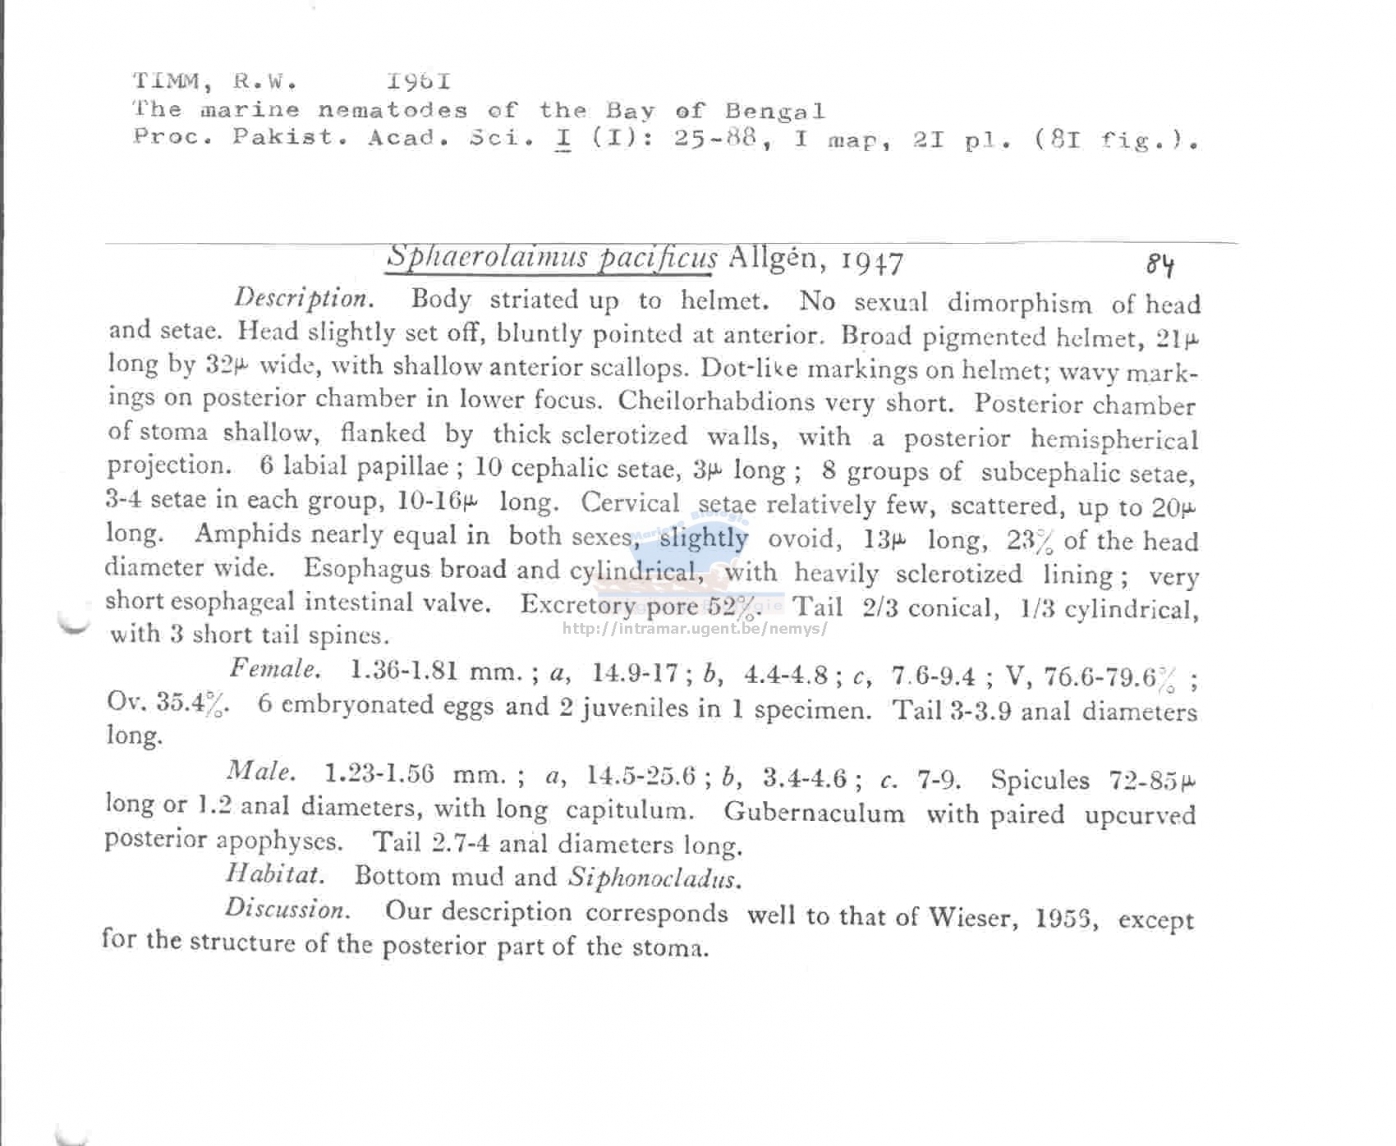 TIMM, R.W. I96I
The marine nematodes of the Bay of Bengal
Proc. Pakist. Acad. Sci. I (I): 25-88, I map, 2I pl. (8I fig.).
Sphaerolaimus pacificus Allgén, 1947 84
Description. Body striated up to helmet. No sexual dimorphism of head
and setae. Head slightly set off, bluntly pointed at anterior. Broad pigmented helmet, 21µ
long by 32µ wide, with shallow anterior scallops. Dot-like markings on helmet; wavy mark-
ings on posterior chamber in lower focus. Cheilorhabdions very short. Posterior chamber
of stoma shallow, flanked by thick sclerotized walls, with a posterior hemispherical
projection. 6 labial papillae ; 10 cephalic setae, 3µ long ; 8 groups of subcephalic setae,
3-4 setae in each group, 10-16µ long. Cervical setae relatively few, scattered, up to 20µ
long. Amphids nearly equal in both sexes, slightly ovoid, 13µ long, 23% of the head
diameter wide. Esophagus broad and cylindrical, with heavily sclerotized lining ; very
short esophageal intestinal valve. Excretory pore 52%. Tail 2/3 conical, 1/3 cylindrical,
with 3 short tail spines.
http://intramar.ugent.be/nemys/
Female. 1.36-1.81 mm. ; a, 14.9-17 ; b, 4.4-4.8 ; c, 7.6-9.4 ; V, 76.6-79.6% ;
Ov. 35.4%. 6 embryonated eggs and 2 juveniles in 1 specimen. Tail 3-3.9 anal diameters
long.
Male. 1.23-1.56 mm. ; a, 14.5-25.6 ; b, 3.4-4.6 ; c. 7-9. Spicules 72-85µ
long or 1.2 anal diameters, with long capitulum. Gubernaculum with paired upcurved
posterior apophyses. Tail 2.7-4 anal diameters long.
Habitat. Bottom mud and Siphonocladus.
Discussion. Our description corresponds well to that of Wieser, , except
for the structure of the posterior part of the stoma.